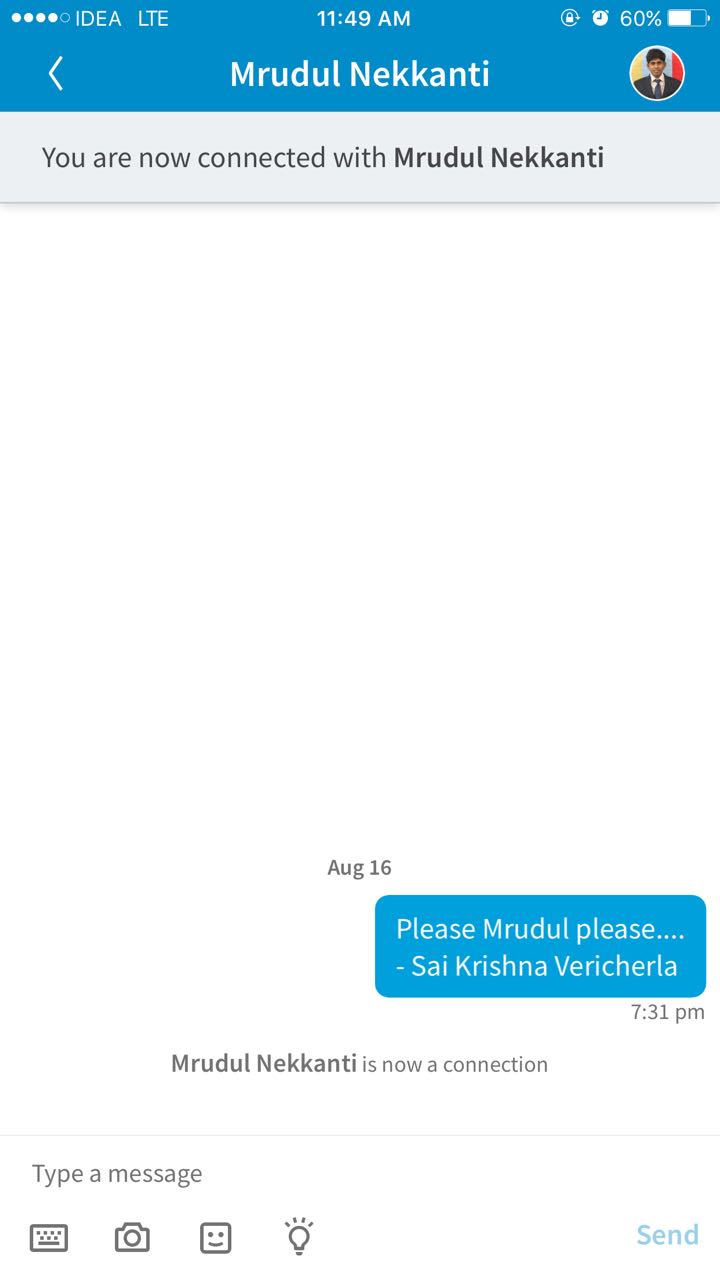 IDEA LTE 11:49 AM 60%
Mrudul Nekkanti
You are now connected with Mrudul Nekkanti
Aug 16
Please Mrudul please....
- Sai Krishna Vericherla
7:31 pm
Mrudul Nekkanti is now a connection
Type a message
Send